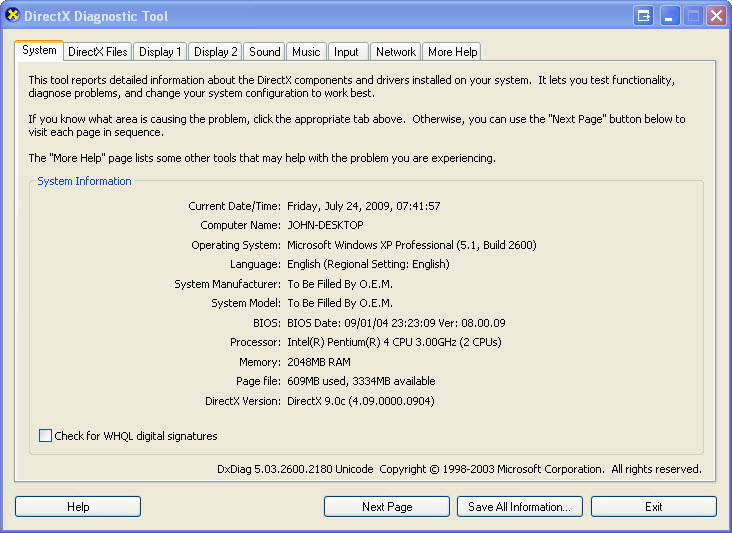 DirectX Diagnostic Tool
System
DirectX Files
Display 1
Display 2
Sound
Music
Input
Network
More Help
This tool reports detailed information about the DirectX components and drivers installed on your system.  It lets you test functionality,
diagnose problems, and change your system configuration to work best.
If you know what area is causing the problem, click the appropriate tab above.  Otherwise, you can use the "Next Page" button below to
visit each page in sequence.
The "More Help" page lists some other tools that may help with the problem you are experiencing.
System Information
Current Date/Time: Friday, July 24, 2009, 07:41:57
Computer Name: JOHN-DESKTOP
Operating System: Microsoft Windows XP Professional (5.1, Build 2600)
Language: English (Regional Setting: English)
System Manufacturer: To Be Filled By O.E.M.
System Model: To Be Filled By O.E.M.
BIOS: BIOS Date: 09/01/04 23:23:09 Ver: 08.00.09
Processor: Intel(R) Pentium(R) 4 CPU 3.00GHz (2 CPUs)
Memory: 2048MB RAM
Page file: 609MB used, 3334MB available
DirectX Version: DirectX 9.0c (4.09.0000.0904)
Check for WHQL digital signatures
DxDiag 5.03.2600.2180 Unicode  Copyright © 1998-2003 Microsoft Corporation.  All rights reserved.
Help
Next Page
Save All Information...
Exit